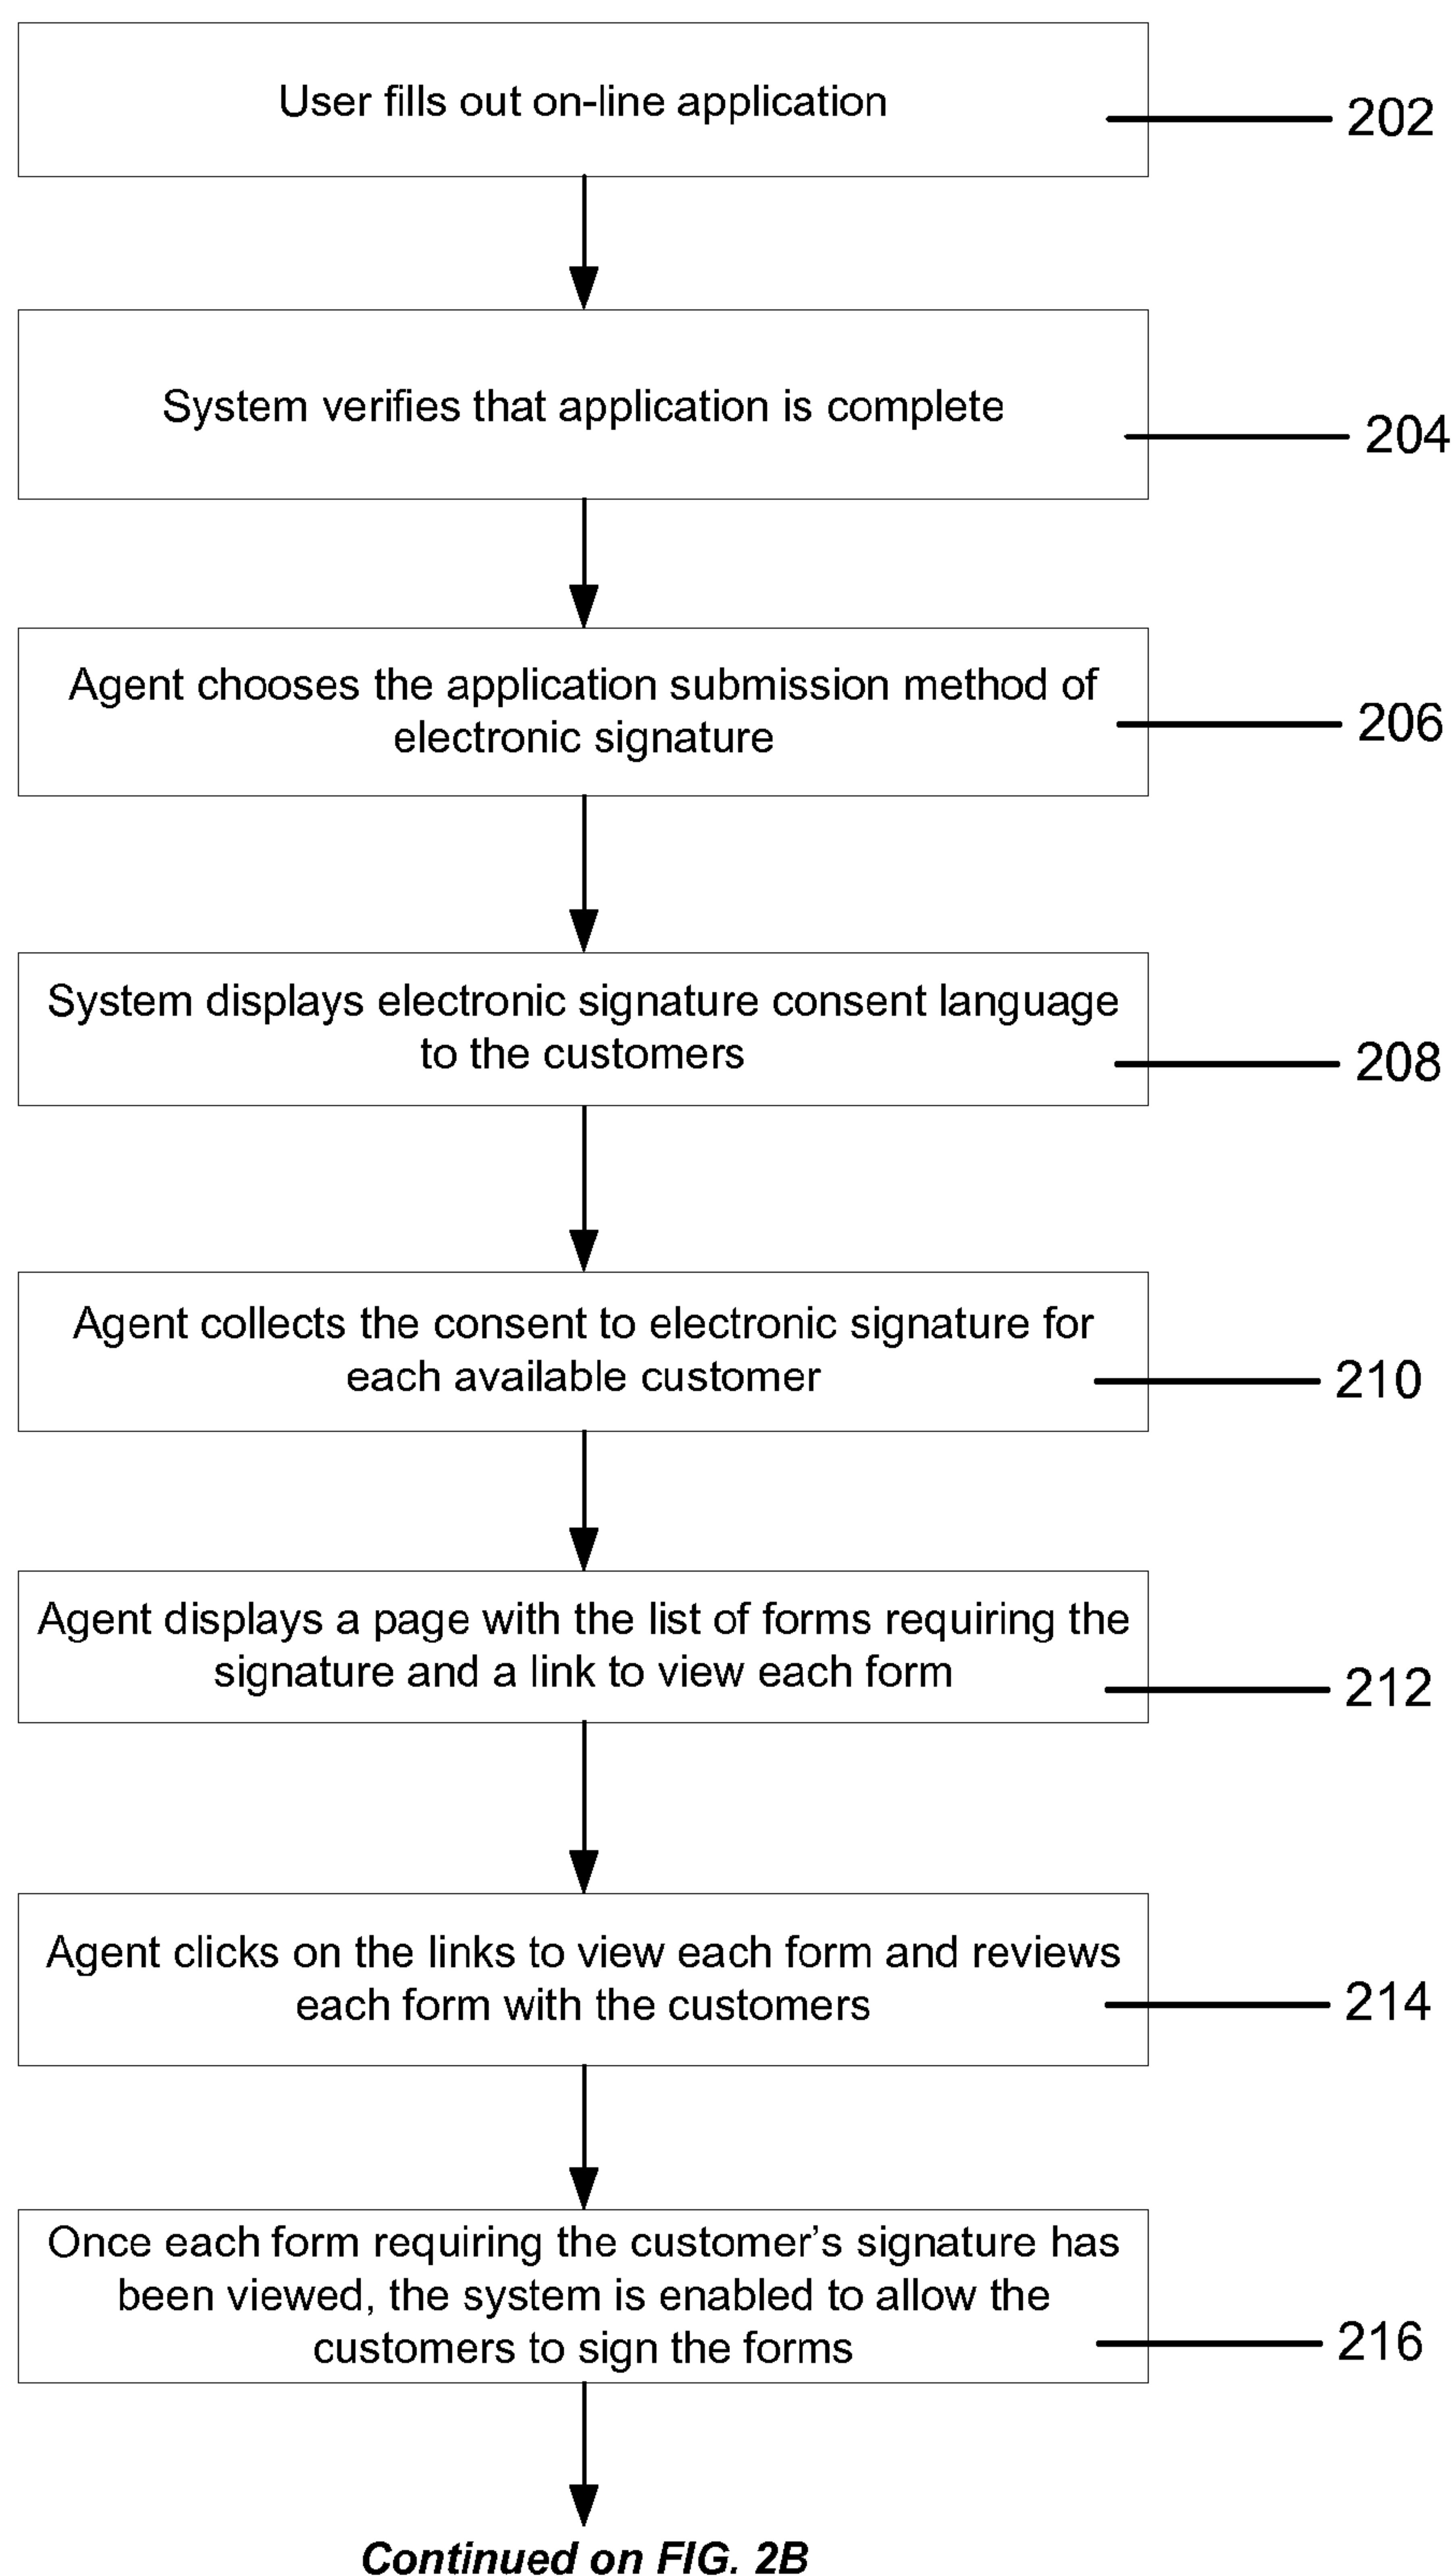 User fills out on-line application
202
System verifies that application is complete
204
Agent chooses the application submission method of
electronic signature
206
System displays electronic signature consent language
to the customers
208
Agent collects the consent to electronic signature for
each available customer
210
Agent displays a page with the list of forms requiring the
signature and a link to view each form
212
Agent clicks on the links to view each form and reviews
each form with the customers
214
Once each form requiring the customer’s signature has
been viewed, the system is enabled to allow the
customers to sign the forms
216
Continued on FIG. 2B